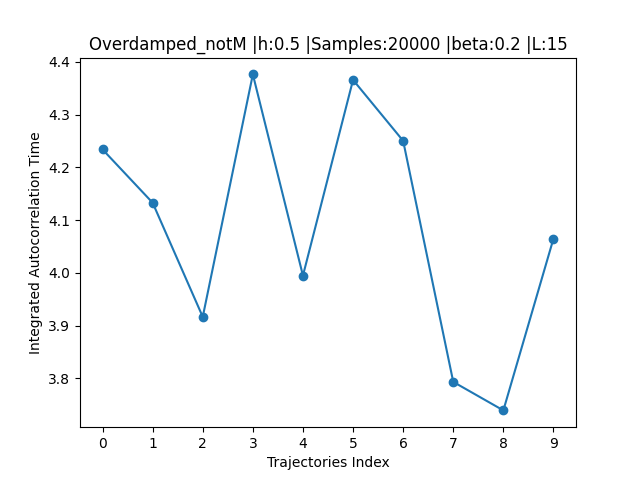 Overdamped_notM |h:0.5 |Samples:20000 |beta:0.2 |L:15
Integrated Autocorrelation Time
4.4
4.3
4.2
4.1
4.0
3.9
3.8
0 1 2 3 4 5 6 7 8 9
Trajectories Index